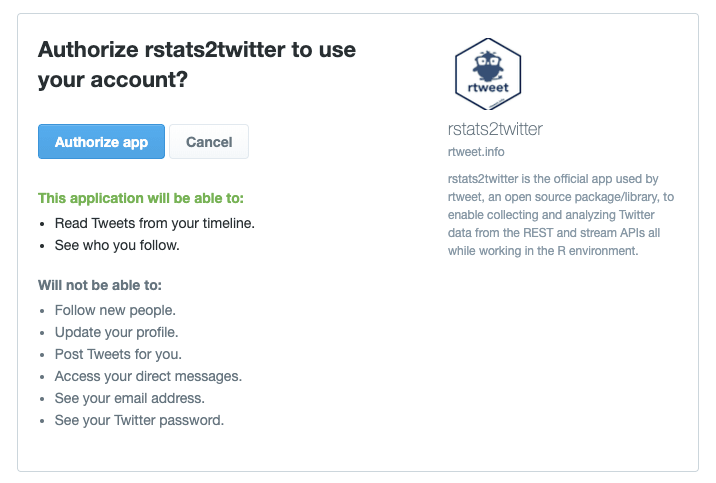 Authorize rstats2twitter to use
your account?
Authorize app
Cancel
This application will be able to:
• Read Tweets from your timeline.
• See who you follow.
Will not be able to:
• Follow new people.
• Update your profile.
• Post Tweets for you.
• Access your direct messages.
• See your email address.
• See your Twitter password.
rtweet
rstats2twitter
rtweet.info
rstats2twitter is the official app used by
rtweet, an open source package/library, to
enable collecting and analyzing Twitter
data from the REST and stream APIs all
while working in the R environment.